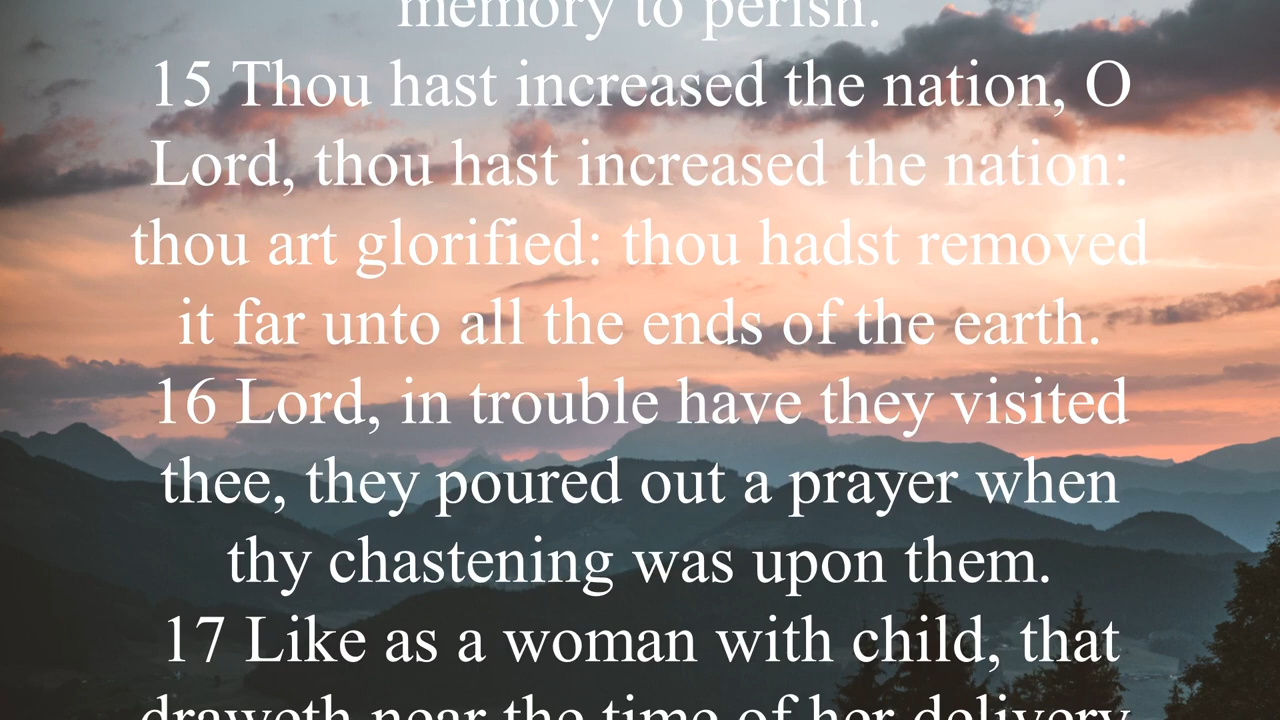 memory to perish.
15 Thou hast increased the nation, O
Lord, thou hast increased the nation:
thou art glorified: thou hadst removed
it far unto all the ends of the earth.
16 Lord, in trouble have they visited
thee, they poured out a prayer when
thy chastening was upon them.
17 Like as a woman with child, that
draweth near the time of her delivery